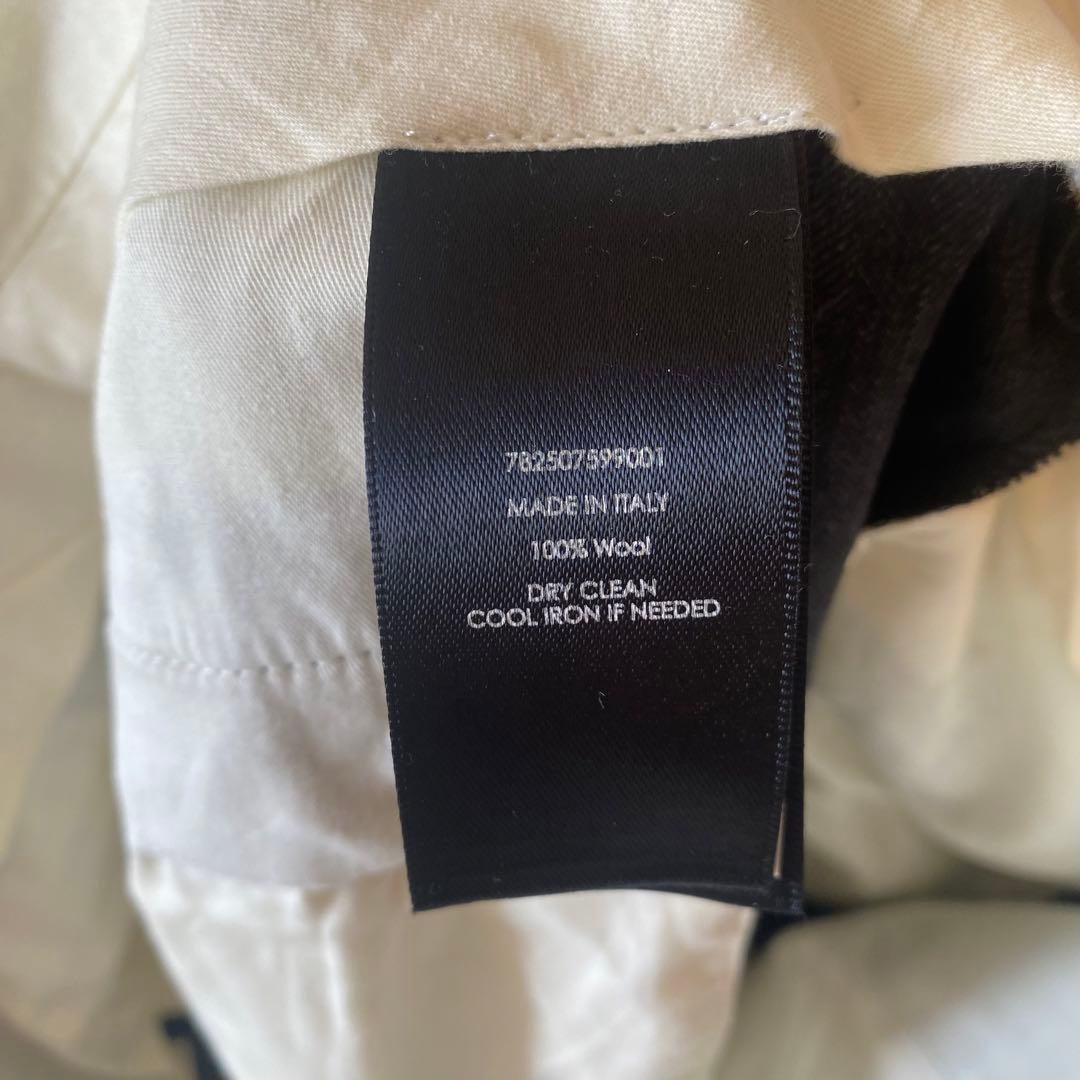 782507599001
MADE IN ITALY
100% Wool
DRY CLEAN
COOL IRON IF NEEDED